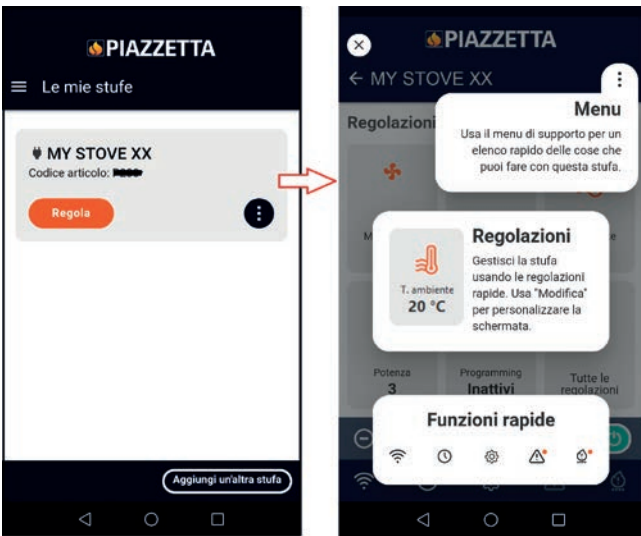 PIAZZETTA
Le mie stufe
MY STOVE XX
Codice articolo:
Regola
Aggiungi un'altra stufa
PIAZZETTA
MY STOVE XX
Regolazioni
Menu
Usa il menu di supporto per un
elenco rapido delle cose che
puoi fare con questa stufa.
Regolazioni
Gestisci la stufa
usando le regolazioni
rapide. Usa "Modifica"
per personalizzare la
schermata.
T. ambiente
20 °C
Potenza
3
Programming
Inattivi
Tutte le
regolazioni
Funzioni rapide